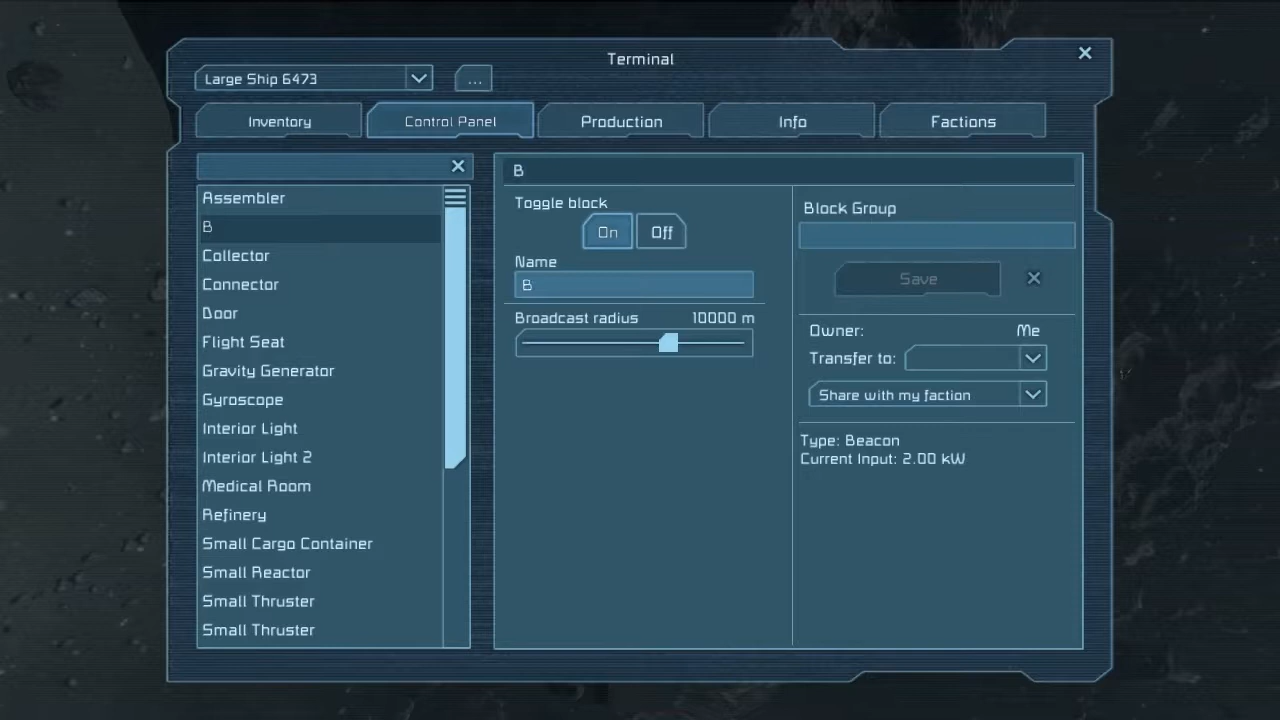 Terminal
Large Ship 6473
...
Inventory
Control Panel
Production
Info
Factions
Assembler
B
Collector
Connector
Door
Flight Seat
Gravity Generator
Gyroscope
Interior Light
Interior Light 2
Medical Room
Refinery
Small Cargo Container
Small Reactor
Small Thruster
Small Thruster
B
Toggle block
On Off
Name
B
Broadcast radius 10000 m
Block Group
Save
Owner: Me
Transfer to:
Share with my faction
Type: Beacon
Current Input: 2.00 kW